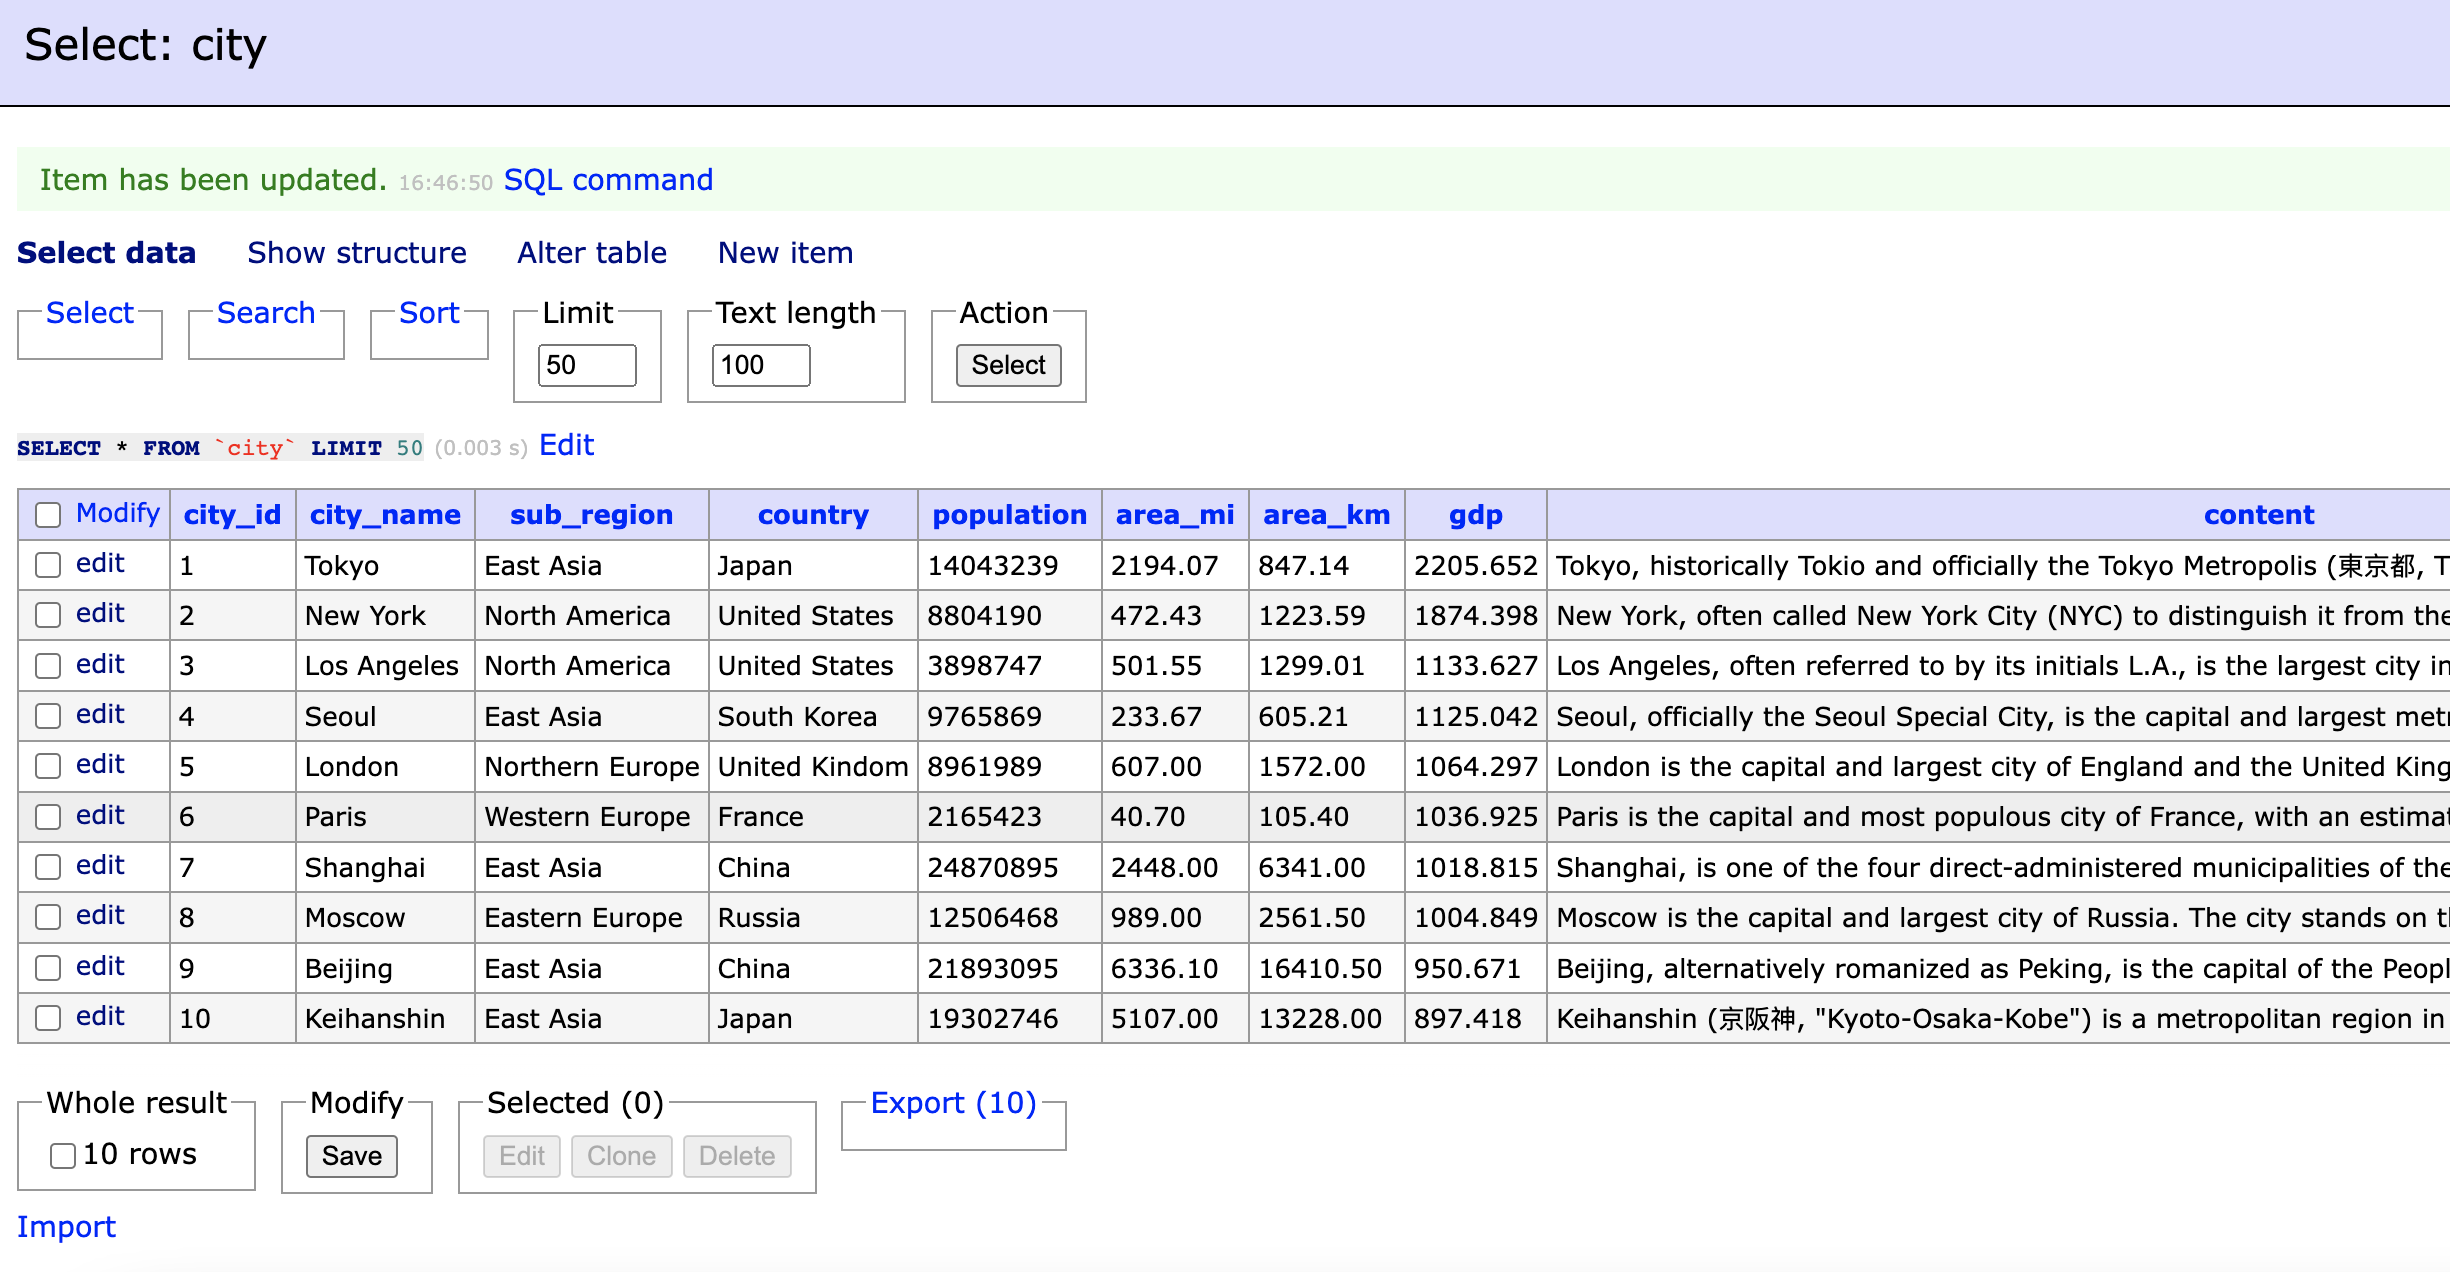 Select: city
Item has been updated. 16:46:50 SQL command
Select data Show structure Alter table New item
Select Search Sort Limit Text length Action
50 100 Select
SELECT * FROM `city` LIMIT 50 (0.003 s) Edit
Modify city_id city_name sub_region country population area_mi area_km gdp content
edit 1 Tokyo East Asia Japan 14043239 2194.07 847.14 2205.652 Tokyo, historically Tokio and officially the Tokyo Metropolis (東京都, T
edit 2 New York North America United States 8804190 472.43 1223.59 1874.398 New York, often called New York City (NYC) to distinguish it from the
edit 3 Los Angeles North America United States 3898747 501.55 1299.01 1133.627 Los Angeles, often referred to by its initials L.A., is the largest city in
edit 4 Seoul East Asia South Korea 9765869 233.67 605.21 1125.042 Seoul, officially the Seoul Special City, is the capital and largest met
edit 5 London Northern Europe United Kindom 8961989 607.00 1572.00 1064.297 London is the capital and largest city of England and the United King
edit 6 Paris Western Europe France 2165423 40.70 105.40 1036.925 Paris is the capital and most populous city of France, with an estimat
edit 7 Shanghai East Asia China 24870895 2448.00 6341.00 1018.815 Shanghai, is one of the four direct-administered municipalities of the
edit 8 Moscow Eastern Europe Russia 12506468 989.00 2561.50 1004.849 Moscow is the capital and largest city of Russia. The city stands on t
edit 9 Beijing East Asia China 21893095 6336.10 16410.50 950.671 Beijing, alternatively romanized as Peking, is the capital of the Peopl
edit 10 Keihanshin East Asia Japan 19302746 5107.00 13228.00 897.418 Keihanshin (京阪神, "Kyoto-Osaka-Kobe") is a metropolitan region in
Whole result Modify Selected (0) Export (10)
10 rows Save Edit Clone Delete
Import